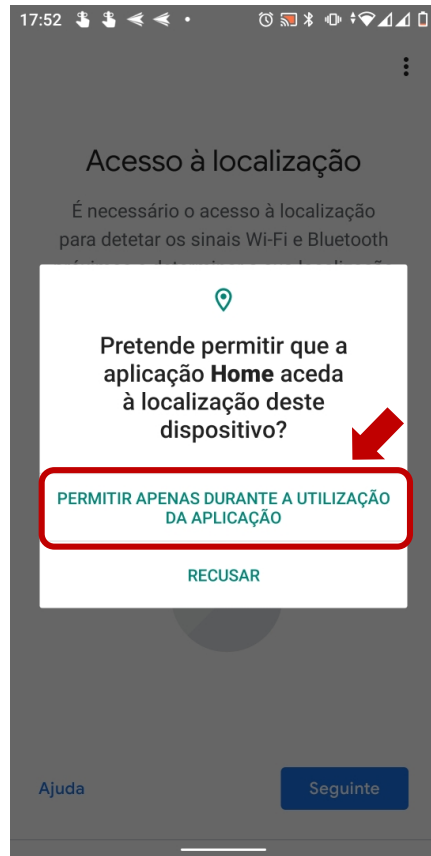 17:52
Acesso à localização
É necessário o acesso à localização
para detetar os sinais Wi-Fi e Bluetooth
Pretende permitir que a
aplicação Home aceda
à localização deste
dispositivo?
PERMITIR APENAS DURANTE A UTILIZAÇÃO
DA APLICAÇÃO
RECUSAR
Ajuda
Seguinte